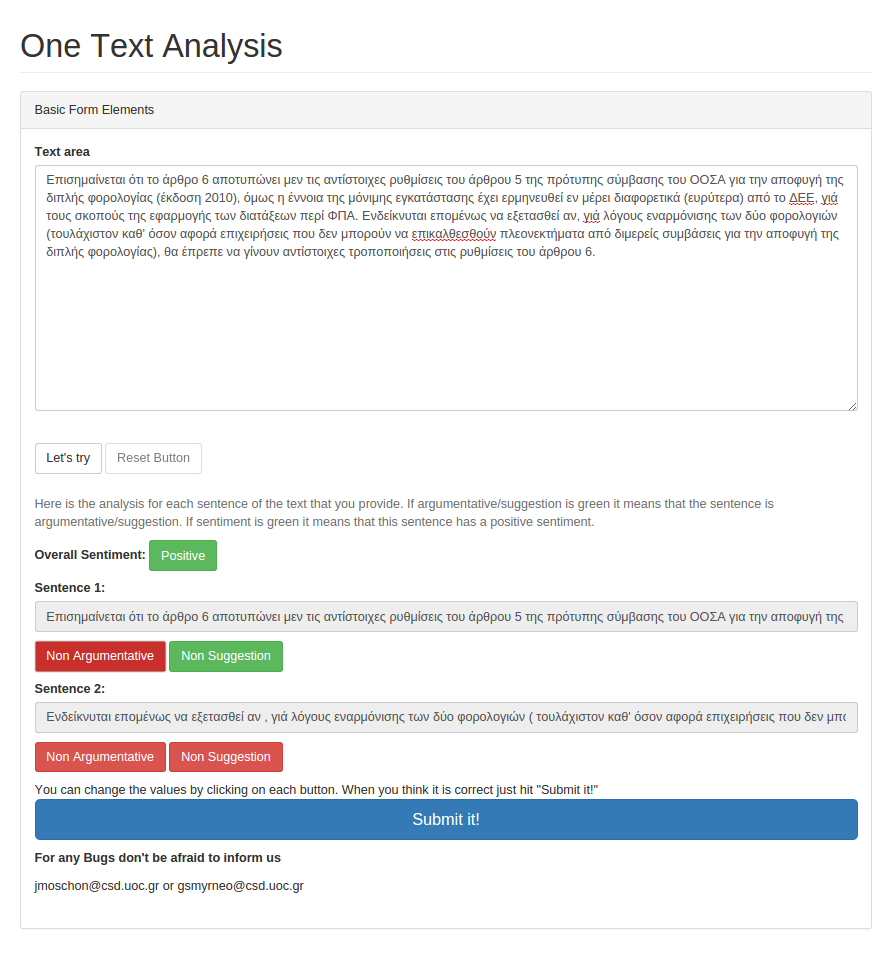 One Text Analysis
Basic Form Elements
Text area
Επισημαίνεται ότι το άρθρο 6 αποτυπώνει μεν τις αντίστοιχες ρυθμίσεις του άρθρου 5 της πρότυπης σύμβασης του ΟΟΣΑ για την αποφυγή της
διπλής φορολογίας (έκδοση 2010), όμως η έννοια της μόνιμης εγκατάστασης έχει ερμηνευθεί εν μέρει διαφορετικά (ευρύτερα) από το ΔΕΕ, γιά
τους σκοπούς της εφαρμογής των διατάξεων περί ΦΠΑ. Ενδείκνυται επομένως να εξετασθεί αν, γιά λόγους εναρμόνισης των δύο φορολογιών
(τουλάχιστον καθ' όσον αφορά επιχειρήσεις που δεν μπορούν να επικαλθεσθούν πλεονεκτήματα από διμερείς συμβάσεις για την αποφυγή της
διπλής φορολογίας), θα έπρεπε να γίνουν αντίστοιχες τροποποιήσεις στις ρυθμίσεις του άρθρου 6.
Let's try Reset Button
Here is the analysis for each sentence of the text that you provide. If argumentative/suggestion is green it means that the sentence is
argumentative/suggestion. If sentiment is green it means that this sentence has a positive sentiment.
Overall Sentiment: Positive
Sentence 1:
Επισημαίνεται ότι το άρθρο 6 αποτυπώνει μεν τις αντίστοιχες ρυθμίσεις του άρθρου 5 της πρότυπης σύμβασης του ΟΟΣΑ για την αποφυγή της
Non Argumentative Non Suggestion
Sentence 2:
Ενδείκνυται επομένως να εξετασθεί αν , γιά λόγους εναρμόνισης των δύο φορολογιών ( τουλάχιστον καθ' όσον αφορά επιχειρήσεις που δεν
Non Argumentative Non Suggestion
You can change the values by clicking on each button. When you think it is correct just hit "Submit it!"
Submit it!
For any Bugs don't be afraid to inform us
jmoschon@csd.uoc.gr or gsmyrneo@csd.uoc.gr